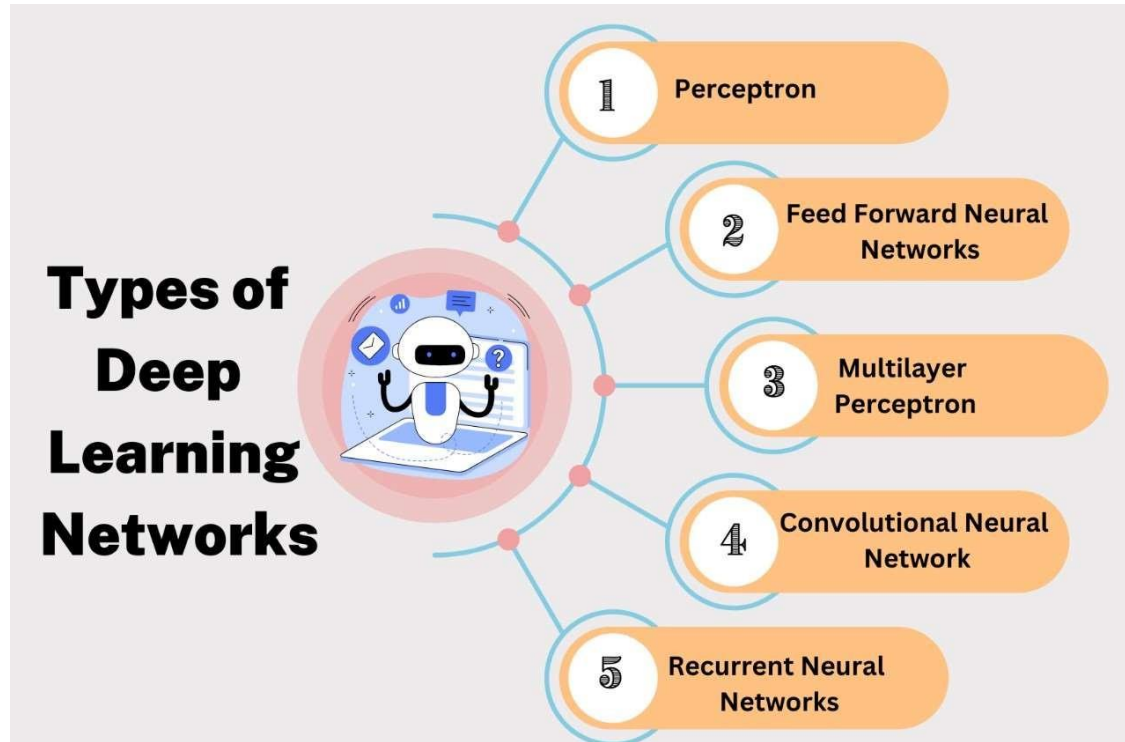 Types of
Deep
Learning
Networks
1
Perceptron
2
Feed Forward Neural
Networks
3
Multilayer
Perceptron
4
Convolutional Neural
Network
5
Recurrent Neural
Networks
?